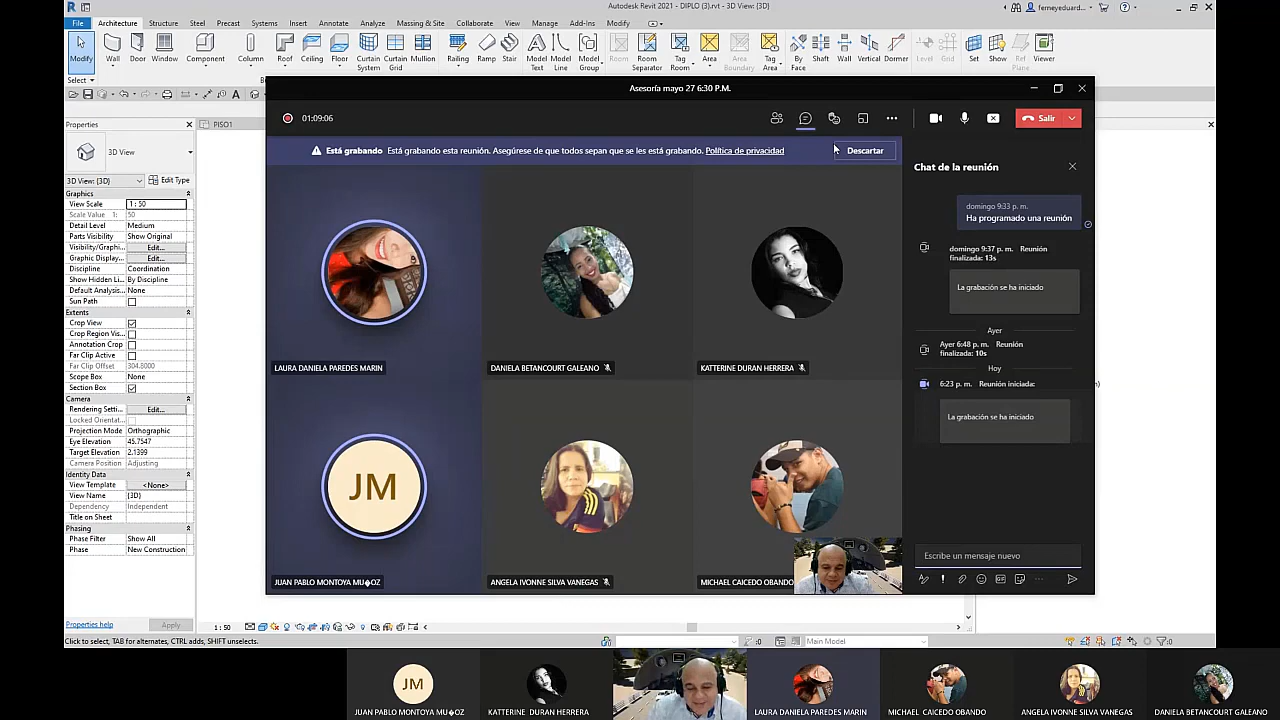 Autodesk Revit 2021 - DIPLO (3).rvt - 3D View: {3D}
ferneyeduard...
File Architecture Structure Steel Precast Systems Insert Annotate Analyze Massing & Site Collaborate View Manage Add-Ins Modify
Modify Wall Door Window Component Column Roof Ceiling Floor Curtain System Curtain Grid Mullion Railing Ramp Stair Model Text Model Line Model Group Room Room Separator Tag Room Area Area Boundary Tag Area By Face Shaft Wall Vertical Dormer Level Grid Set Show Ref Plane Viewer
Select
Properties
PISO1
3D View
3D View: {3D}
Edit Type
Graphics
View Scale 1 : 50
Scale Value 1: 50
Detail Level Medium
Parts Visibility Show Original
Visibility/Graphi... Edit...
Graphic Display... Edit...
Discipline Coordination
Show Hidden Li... By Discipline
Default Analysis... None
Sun Path
Extents
Crop View
Crop Region Vis...
Annotation Crop
Far Clip Active
Far Clip Offset 304.8000
Scope Box None
Section Box
Camera
Rendering Setti... Edit...
Locked Orientat...
Projection Mode Orthographic
Eye Elevation 45.7547
Target Elevation 2.1399
Camera Position Adjusting
Identity Data
View Template <None>
View Name {3D}
Dependency Independent
Title on Sheet
Phasing
Phase Filter Show All
Phase New Construction
Properties help
Apply
1 : 50
Click to select, TAB for alternates, CTRL adds, SHIFT unselects.
:0
Main Model
:0
Asesoría mayo 27 6:30 P.M.
01:09:06
Salir
Está grabando Está grabando esta reunión. Asegúrese de que todos sepan que se les está grabando. Política de privacidad
Descartar
LAURA DANIELA PAREDES MARIN
DANIELA BETANCOURT GALEANO
KATTERINE DURAN HERRERA
JM
JUAN PABLO MONTOYA MU�OZ
ANGELA IVONNE SILVA VANEGAS
MICHAEL CAICEDO OBANDO
Chat de la reunión
domingo 9:33 p. m.
Ha programado una reunión
domingo 9:37 p. m. Reunión
finalizada: 13s
La grabación se ha iniciado
Ayer
Ayer 6:48 p. m. Reunión
finalizada: 10s
Hoy
6:23 p. m. Reunión iniciada:
La grabación se ha iniciado
Escribe un mensaje nuevo
JM
JUAN PABLO MONTOYA MU�OZ
KATTERINE DURAN HERRERA
LAURA DANIELA PAREDES MARIN
MICHAEL CAICEDO OBANDO
ANGELA IVONNE SILVA VANEGAS
DANIELA BETANCOURT GALEANO